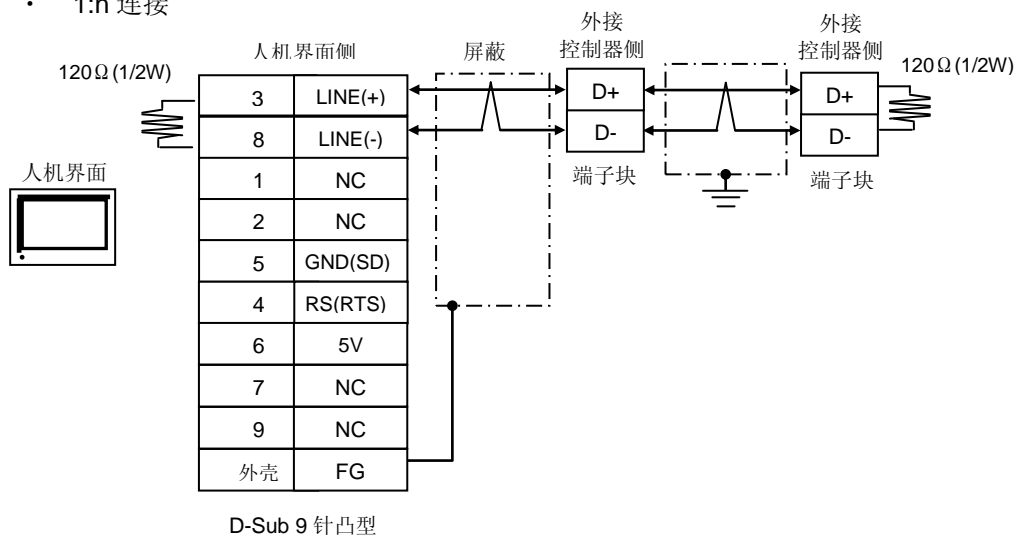 · 1:n 连接
人机界面侧
屏蔽
外接
控制器侧
外接
控制器侧
120Ω(1/2W)
120Ω(1/2W)
3 LINE(+)
8 LINE(-)
1 NC
2 NC
5 GND(SD)
4 RS(RTS)
6 5V
7 NC
9 NC
外壳 FG
D+
D-
端子块
D+
D-
端子块
人机界面
D-Sub 9 针凸型